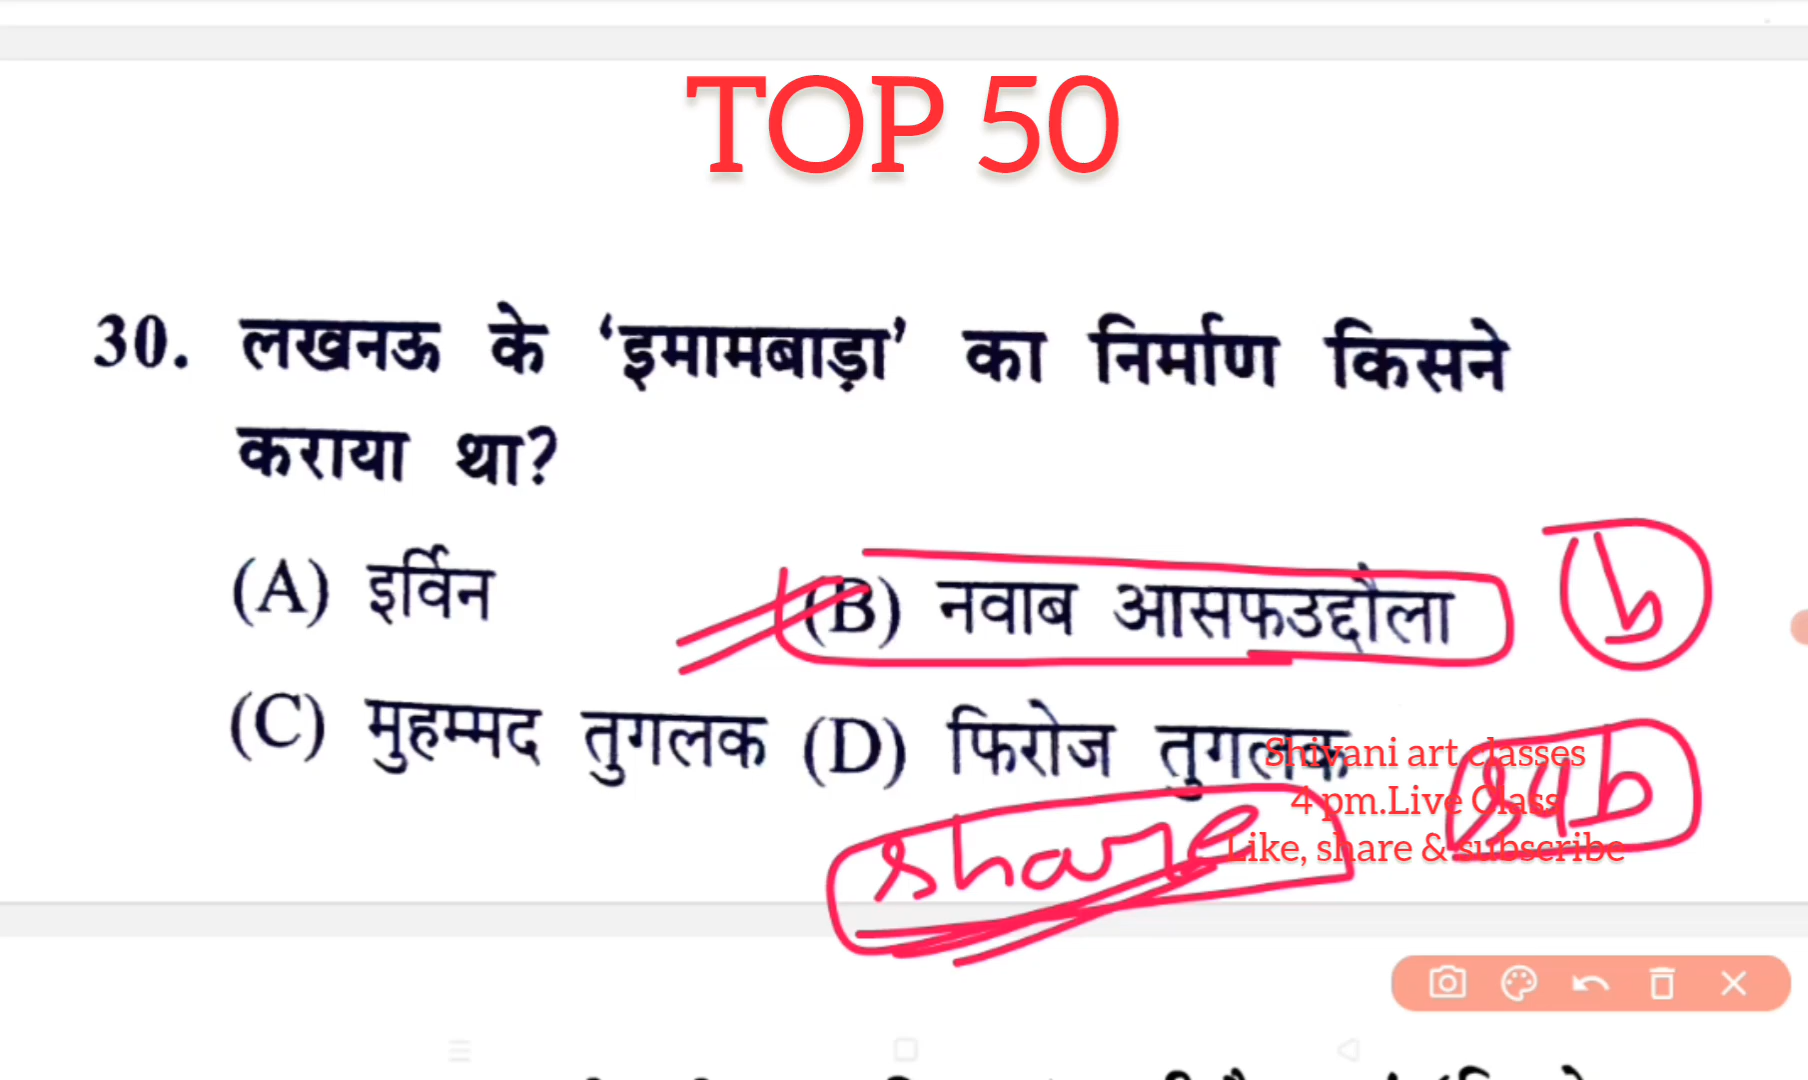 TOP 50
30. लखनऊ के ‘इमामबाड़ा’ का निर्माण किसने
कराया था?
(A) इर्विन (B) नवाब आसफउद्दौला
b
(C) मुहम्मद तुगलक (D) फिरोज तुगलक
Shivani art classes
4 pm.Live Class
Like, share & subscribe
share
sub